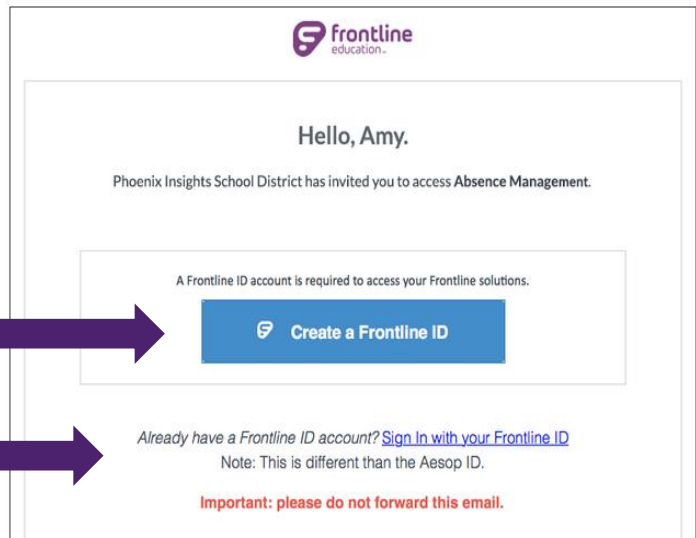 frontline
education™
Hello, Amy.
Phoenix Insights School District has invited you to access Absence Management.
A Frontline ID account is required to access your Frontline solutions.
Create a Frontline ID
Already have a Frontline ID account? Sign In with your Frontline ID
Note: This is different than the Aesop ID.
Important: please do not forward this email.